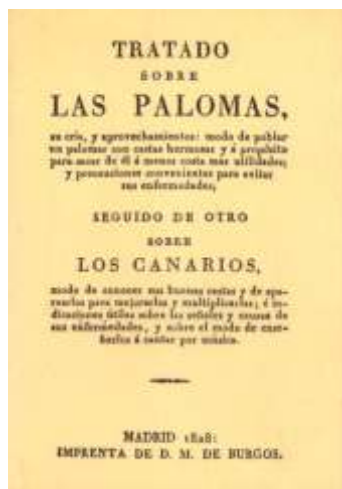 TRATADO
SOBRE
LAS PALOMAS,
su cria, y aprovechamientos: modo de poblar
un palomar con castas hermosas y á propósito
para sacar de él á menos costa mas utilidades;
y precauciones convenientes para evitar
sus enfermedades,
SEGUIDO DE OTRO
SOBRE
LOS CANARIOS,
modo de conocer sus buenas castas y de apa-
rearlos para mejorarlas y multiplicarlas; é in-
dicaciones útiles sobre las señales y causas de
sus enfermedades, y sobre el modo de ense-
ñarlos á cantar por música.
MADRID 1828:
IMPRENTA DE D. M. DE BURGOS.